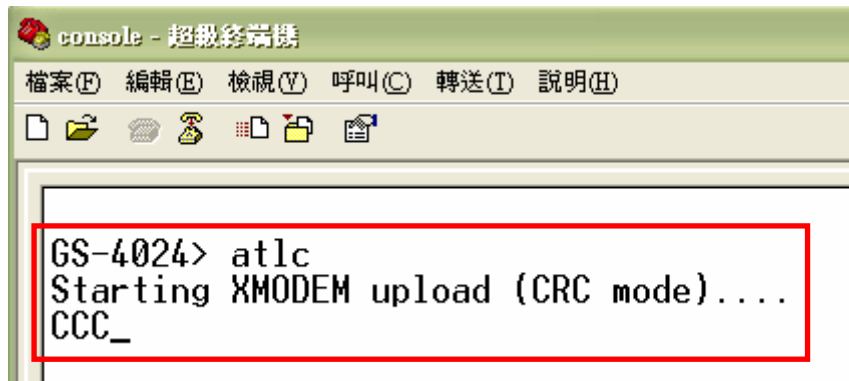 console - 超級終端機
檔案(F) 編輯(E) 檢視(V) 呼叫(C) 轉送(T) 說明(H)
GS-4024> atlc
Starting XMODEM upload (CRC mode)....
CCC_